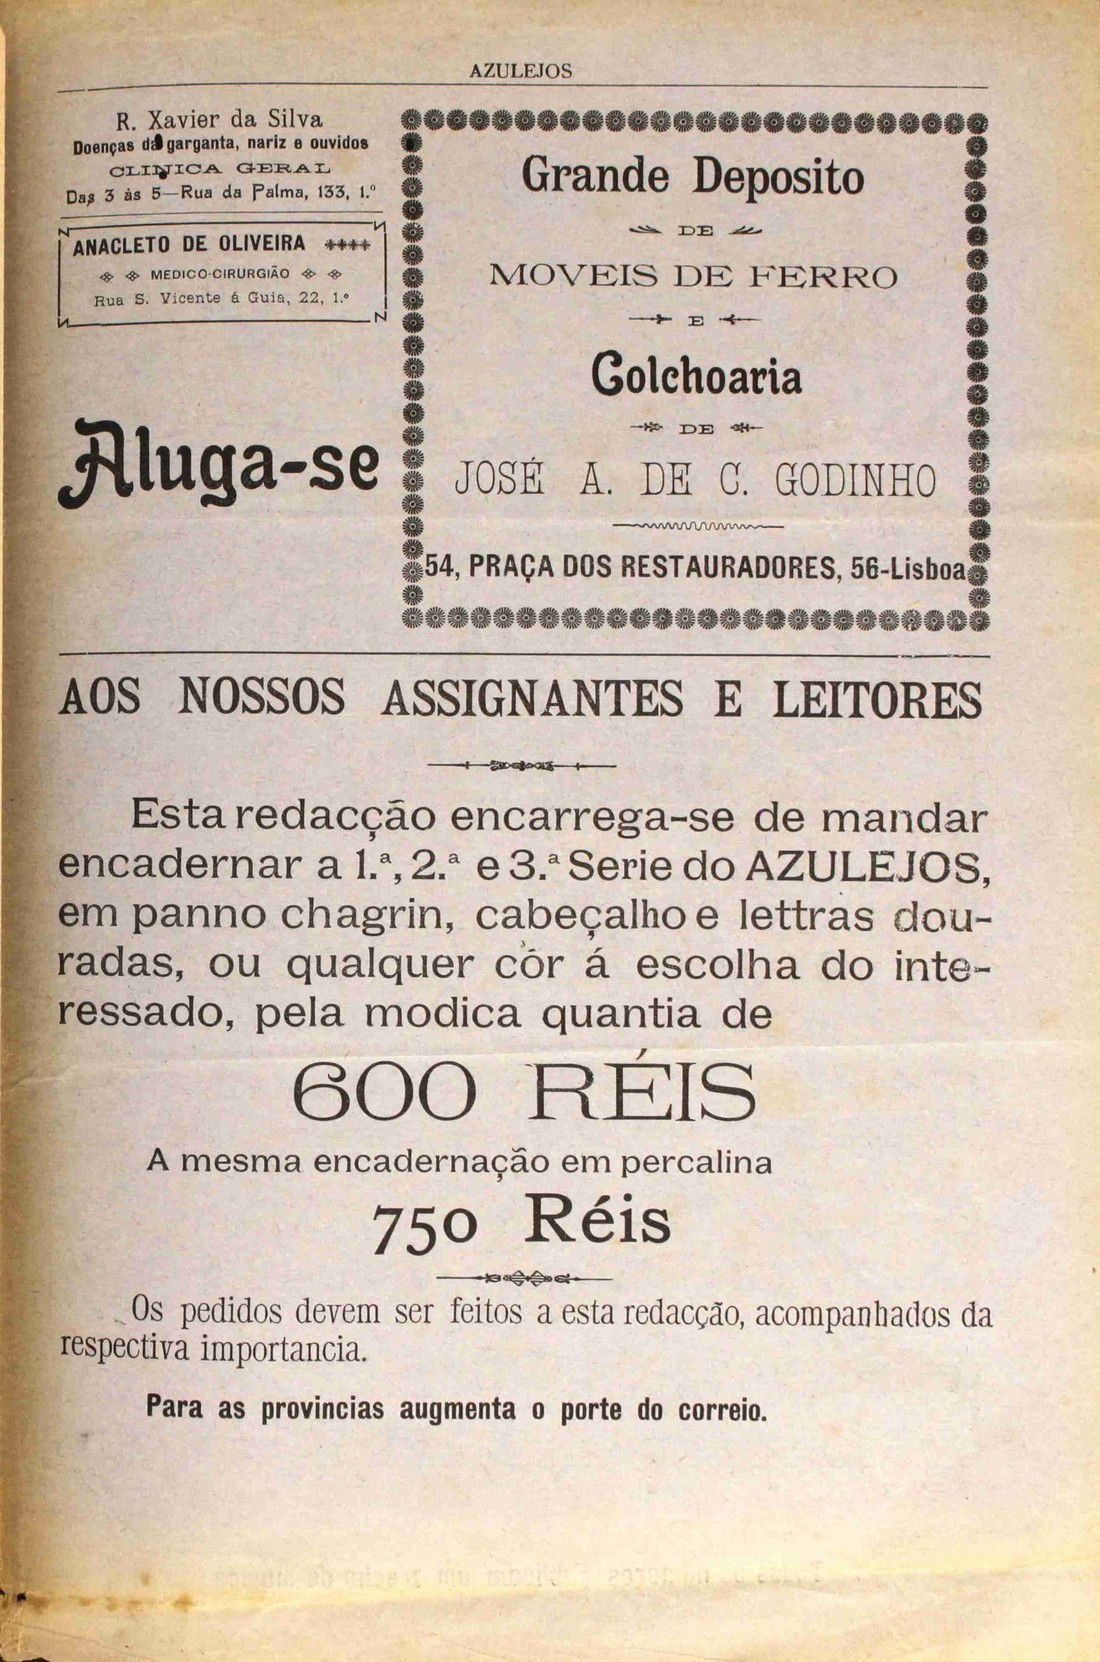 AZULEJOS
R. Xavier da Silva
Doenças da garganta, nariz e ouvidos
CLINICA GERAL
Das 3 ás 5—Rua da Palma, 133, 1.º
ANACLETO DE OLIVEIRA
MEDICO-CIRURGIÃO
Rua S. Vicente á Guia, 22, 1.º
Aluga-se
Grande Deposito
DE
MOVEIS DE FERRO
E
Colchoaria
DE
JOSÉ A. DE C. GODINHO
54, PRAÇA DOS RESTAURADORES, 56-Lisboa
AOS NOSSOS ASSIGNANTES E LEITORES
Esta redacção encarrega-se de mandar
encadernar a 1.ª, 2.ª e 3.ª Serie do AZULEJOS,
em panno chagrin, cabeçalho e lettras dou-
radas, ou qualquer côr á escolha do inte-
ressado, pela modica quantia de
600 RÉIS
A mesma encadernação em percalina
750 Réis
Os pedidos devem ser feitos a esta redacção, acompanhados da
respectiva importancia.
Para as provincias augmenta o porte do correio.